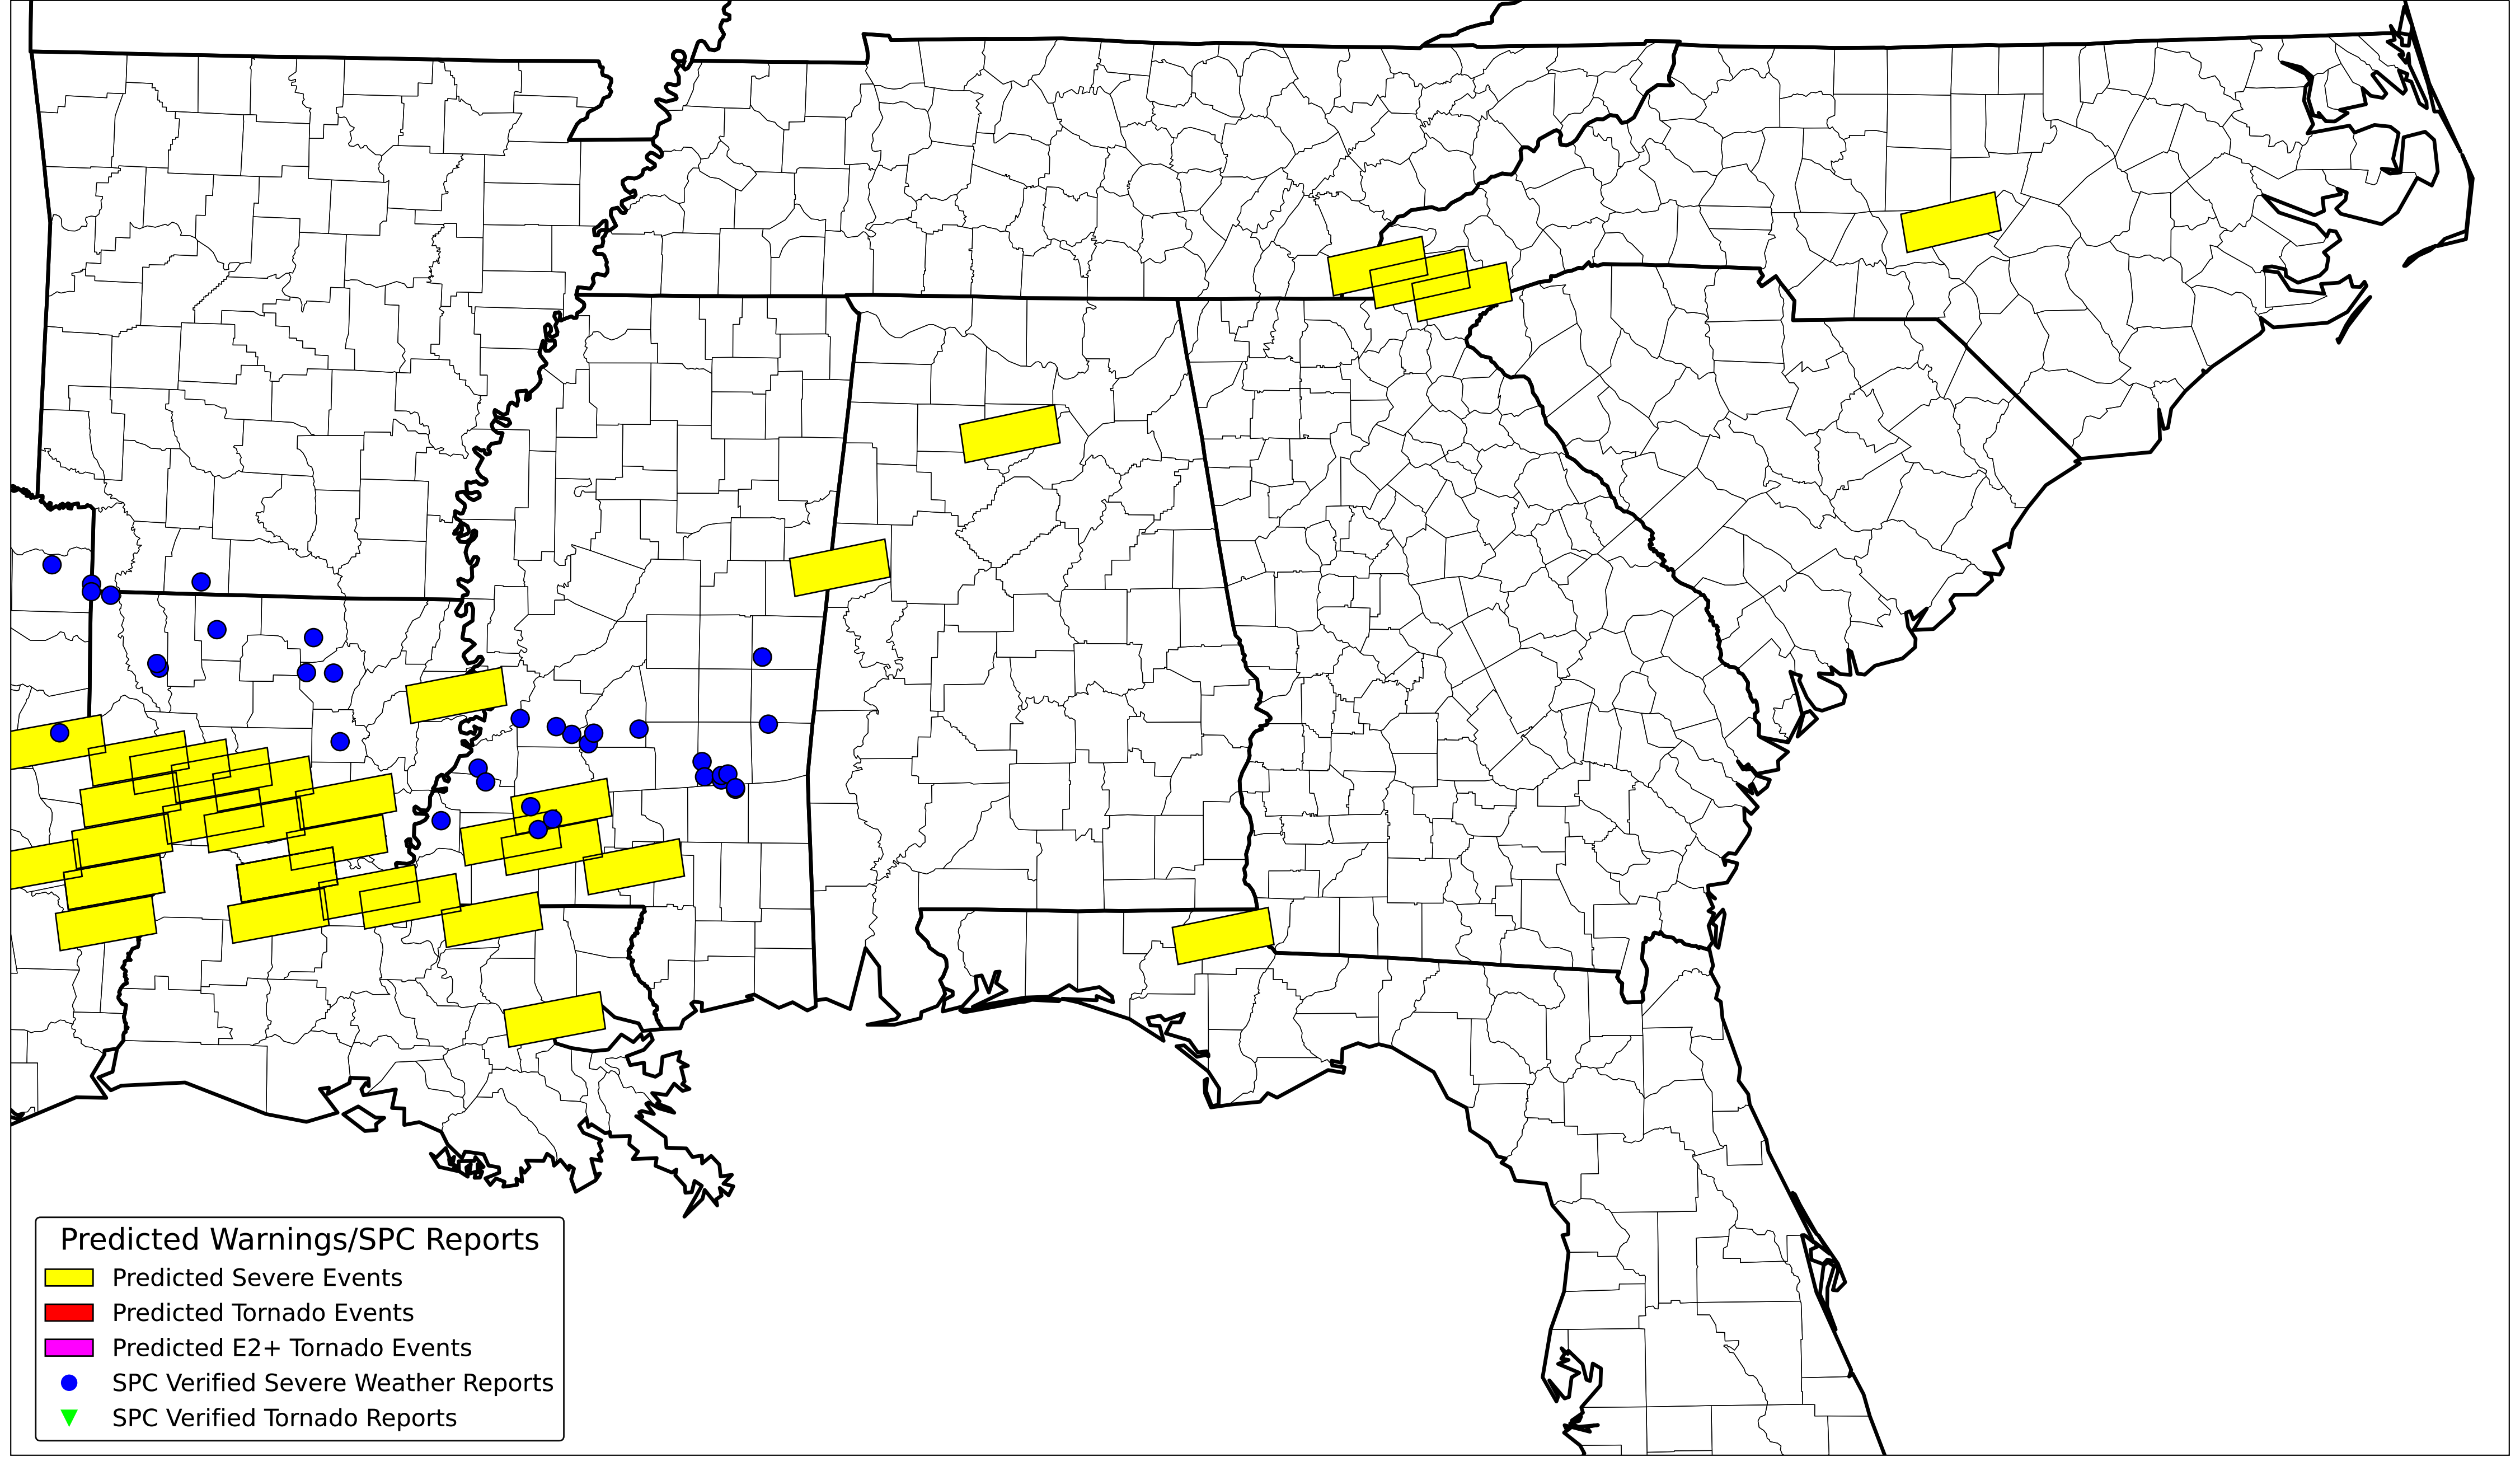 Predicted Warnings/SPC Reports
Predicted Severe Events
Predicted Tornado Events
Predicted E2+ Tornado Events
SPC Verified Severe Weather Reports
SPC Verified Tornado Reports